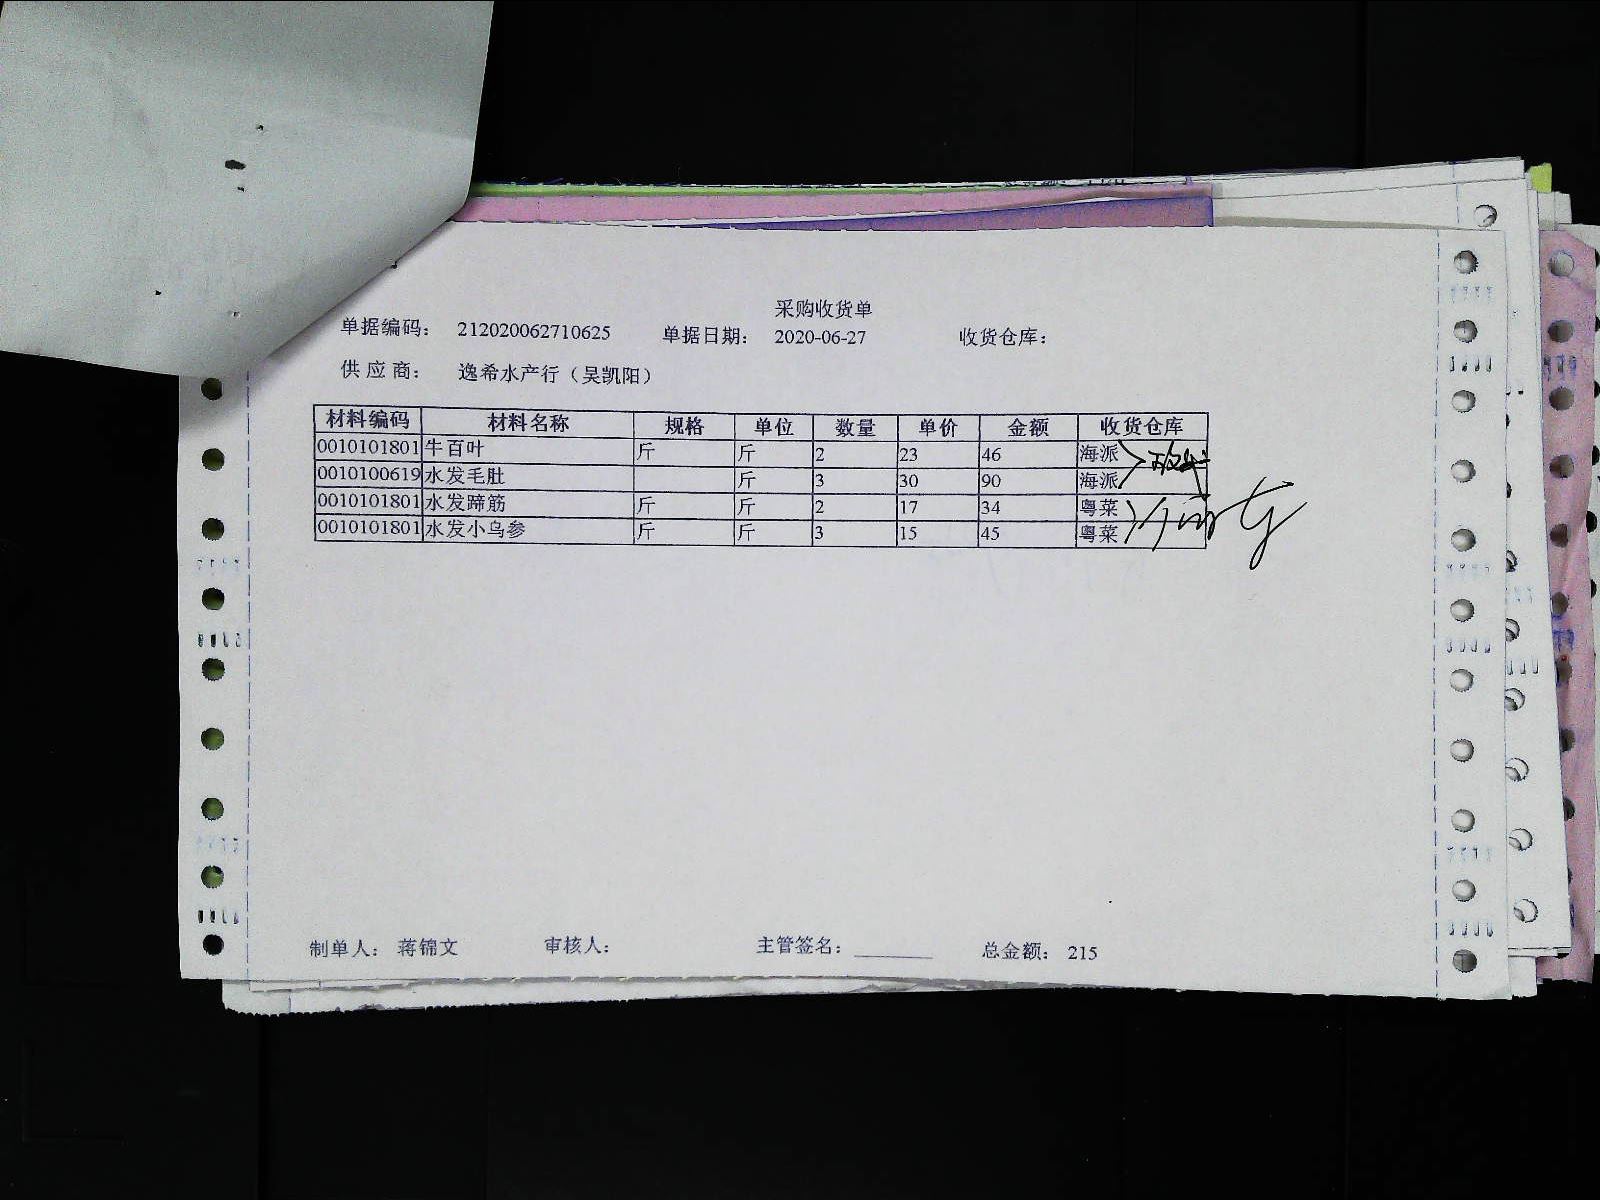 采购收货单
单据编码: 212020062710625 单据日期: 2020-06-27 收货仓库:
供应商: 逸希水产行（吴凯阳）
材料编码 材料名称 规格 单位 数量 单价 金额 收货仓库
0010101801 牛百叶 斤 斤 2 23 46 海派
0010100619 水发毛肚 斤 3 30 90 海派
0010101801 水发蹄筋 斤 斤 2 17 34 粤菜
0010101801 水发小乌参 斤 斤 3 15 45 粤菜
制单人: 蒋锦文 审核人: 主管签名: 总金额: 215